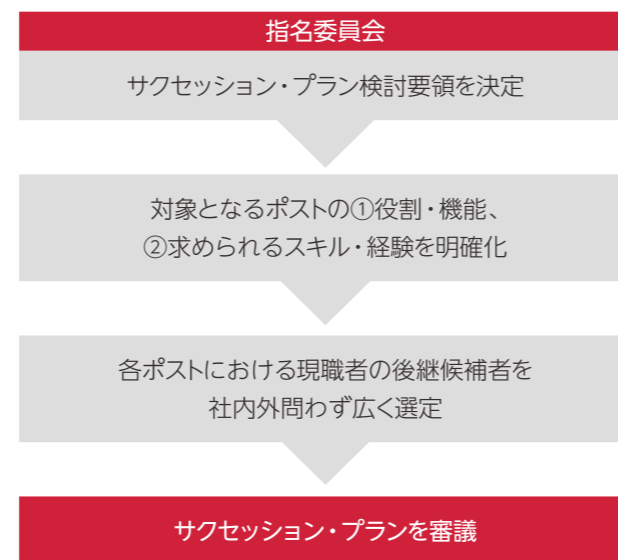 指名委員会
サクセッション・プラン検討要領を決定
対象となるポストの①役割・機能、
②求められるスキル・経験を明確化
各ポストにおける現職者の後継候補者を
社内外問わず広く選定
サクセッション・プランを審議